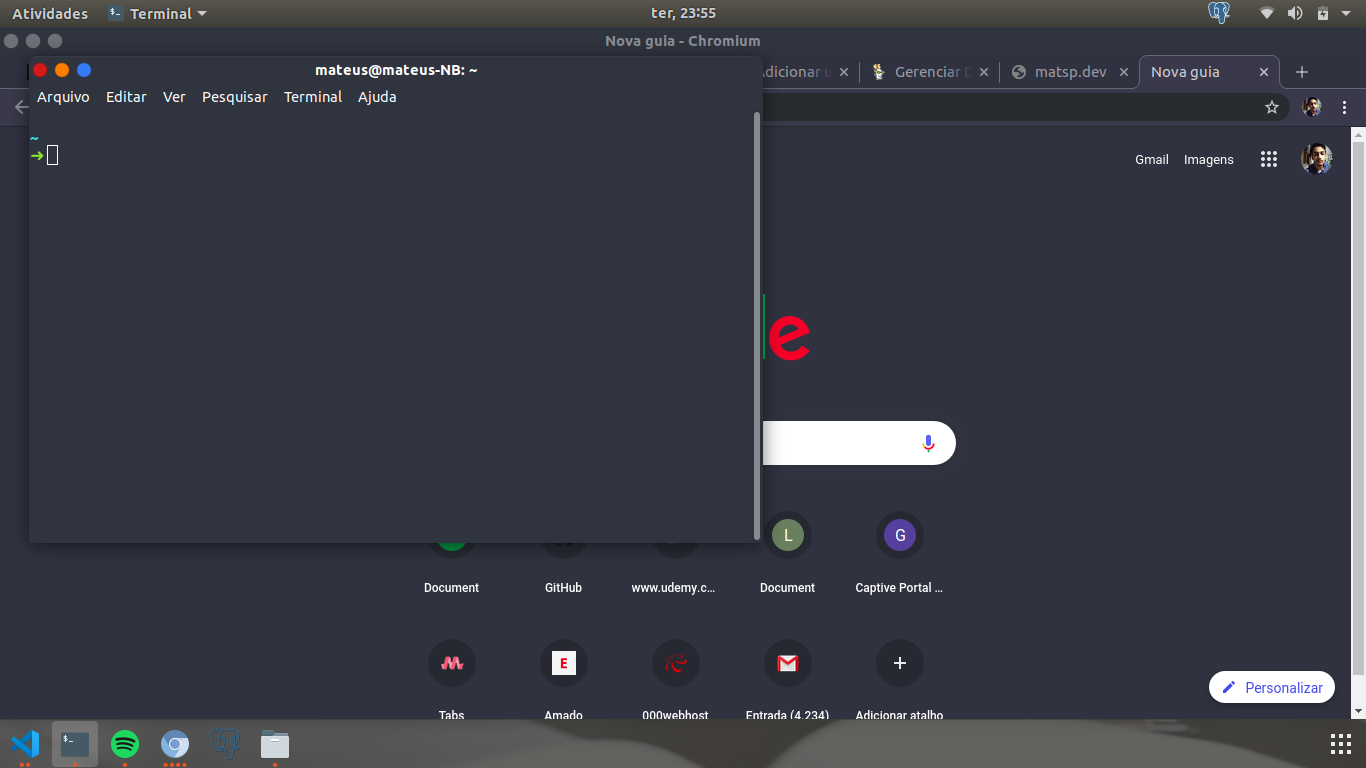 Atividades Terminal ter, 23:55
Nova guia - Chromium
mateus@mateus-NB: ~
Gerenciar matsp.dev Nova guia
Arquivo Editar Ver Pesquisar Terminal Ajuda
~
➜
Gmail Imagens
e
L G
Document GitHub www.udemy.c... Document Captive Portal ...
E
Tabs Amado 000webhost Entrada (4.234) Adicionar atalho
Personalizar